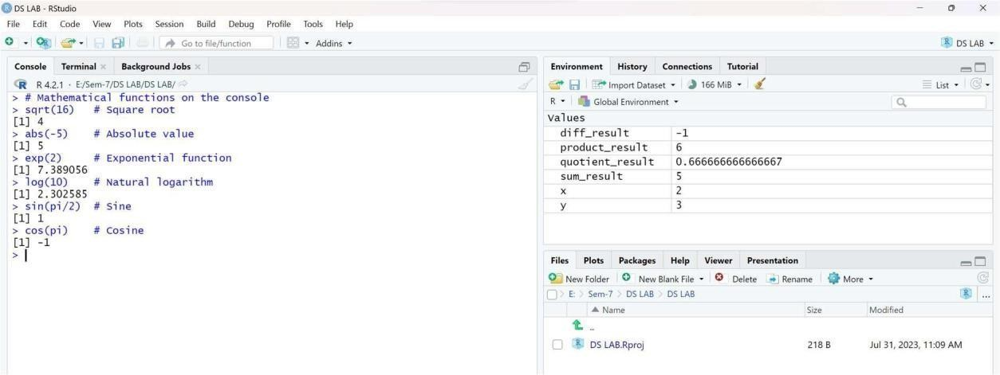 DS LAB - RStudio
File Edit Code View Plots Session Build Debug Profile Tools Help
Go to file/function Addins DS LAB
Console Terminal Background Jobs
R 4.2.1 · E:/Sem-7/DS LAB/DS LAB/
> # Mathematical functions on the console
> sqrt(16)   # Square root
[1] 4
> abs(-5)    # Absolute value
[1] 5
> exp(2)     # Exponential function
[1] 7.389056
> log(10)    # Natural logarithm
[1] 2.302585
> sin(pi/2)  # Sine
[1] 1
> cos(pi)    # Cosine
[1] -1
>
Environment History Connections Tutorial
Import Dataset 166 MiB List
R Global Environment
Values
diff_result -1
product_result 6
quotient_result 0.666666666666667
sum_result 5
x 2
y 3
Files Plots Packages Help Viewer Presentation
New Folder New Blank File Delete Rename More
E: > Sem-7 > DS LAB > DS LAB ...
Name Size Modified
..
DS LAB.Rproj 218 B Jul 31, 2023, 11:09 AM